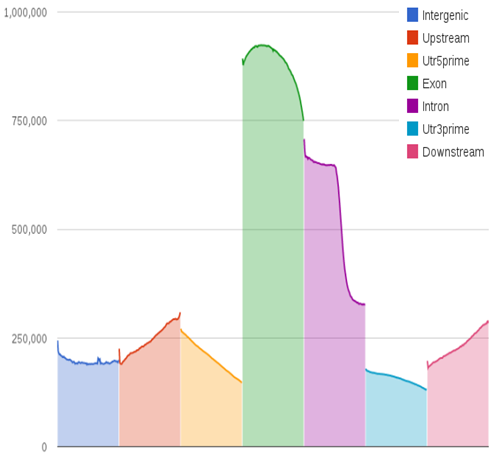 1,000,000
750,000
500,000
250,000
0
Intergenic
Upstream
Utr5prime
Exon
Intron
Utr3prime
Downstream